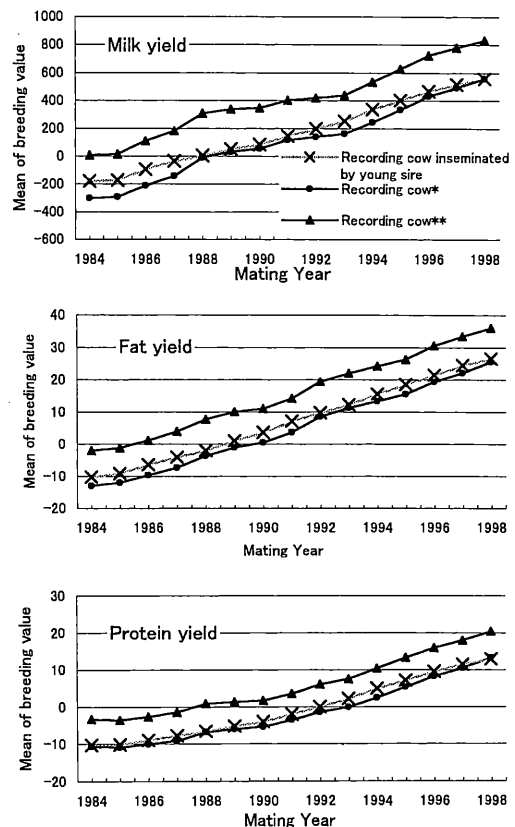 Milk yield
1000
800
600
400
200
0
-200
-400
-600
Mean of breeding value
Recording cow inseminated
by young sire
Recording cow*
Recording cow**
1984 1986 1988 1990 1992 1994 1996 1998
Mating Year
Fat yield
40
30
20
10
0
-10
-20
Mean of breeding value
1984 1986 1988 1990 1992 1994 1996 1998
Mating Year
Protein yield
30
20
10
0
-10
-20
Mean of breeding value
1984 1986 1988 1990 1992 1994 1996 1998
Mating Year